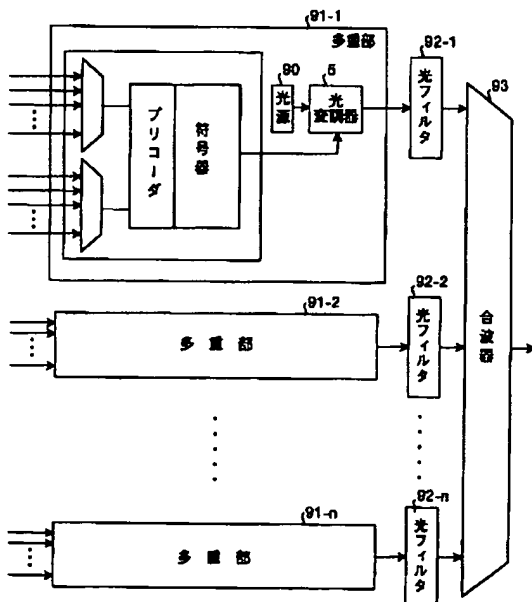 91-1
多重部
92-1
90
5
93
光源
光変調器
光フィルタ
プリコーダ
符号器
合波器
91-2
多重部
92-2
光フィルタ
91-n
多重部
92-n
光フィルタ